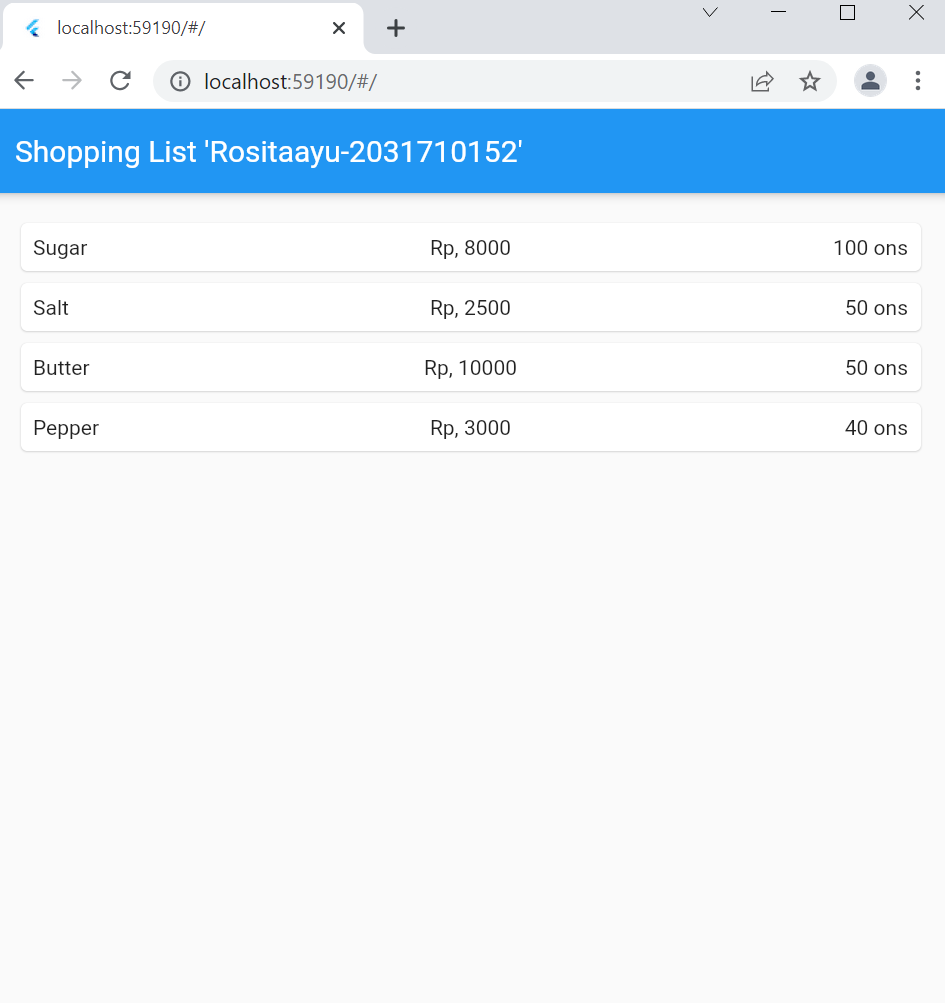 localhost:59190/#/
localhost:59190/#/
Shopping List 'Rositaayu-2031710152'
Sugar Rp, 8000 100 ons
Salt Rp, 2500 50 ons
Butter Rp, 10000 50 ons
Pepper Rp, 3000 40 ons